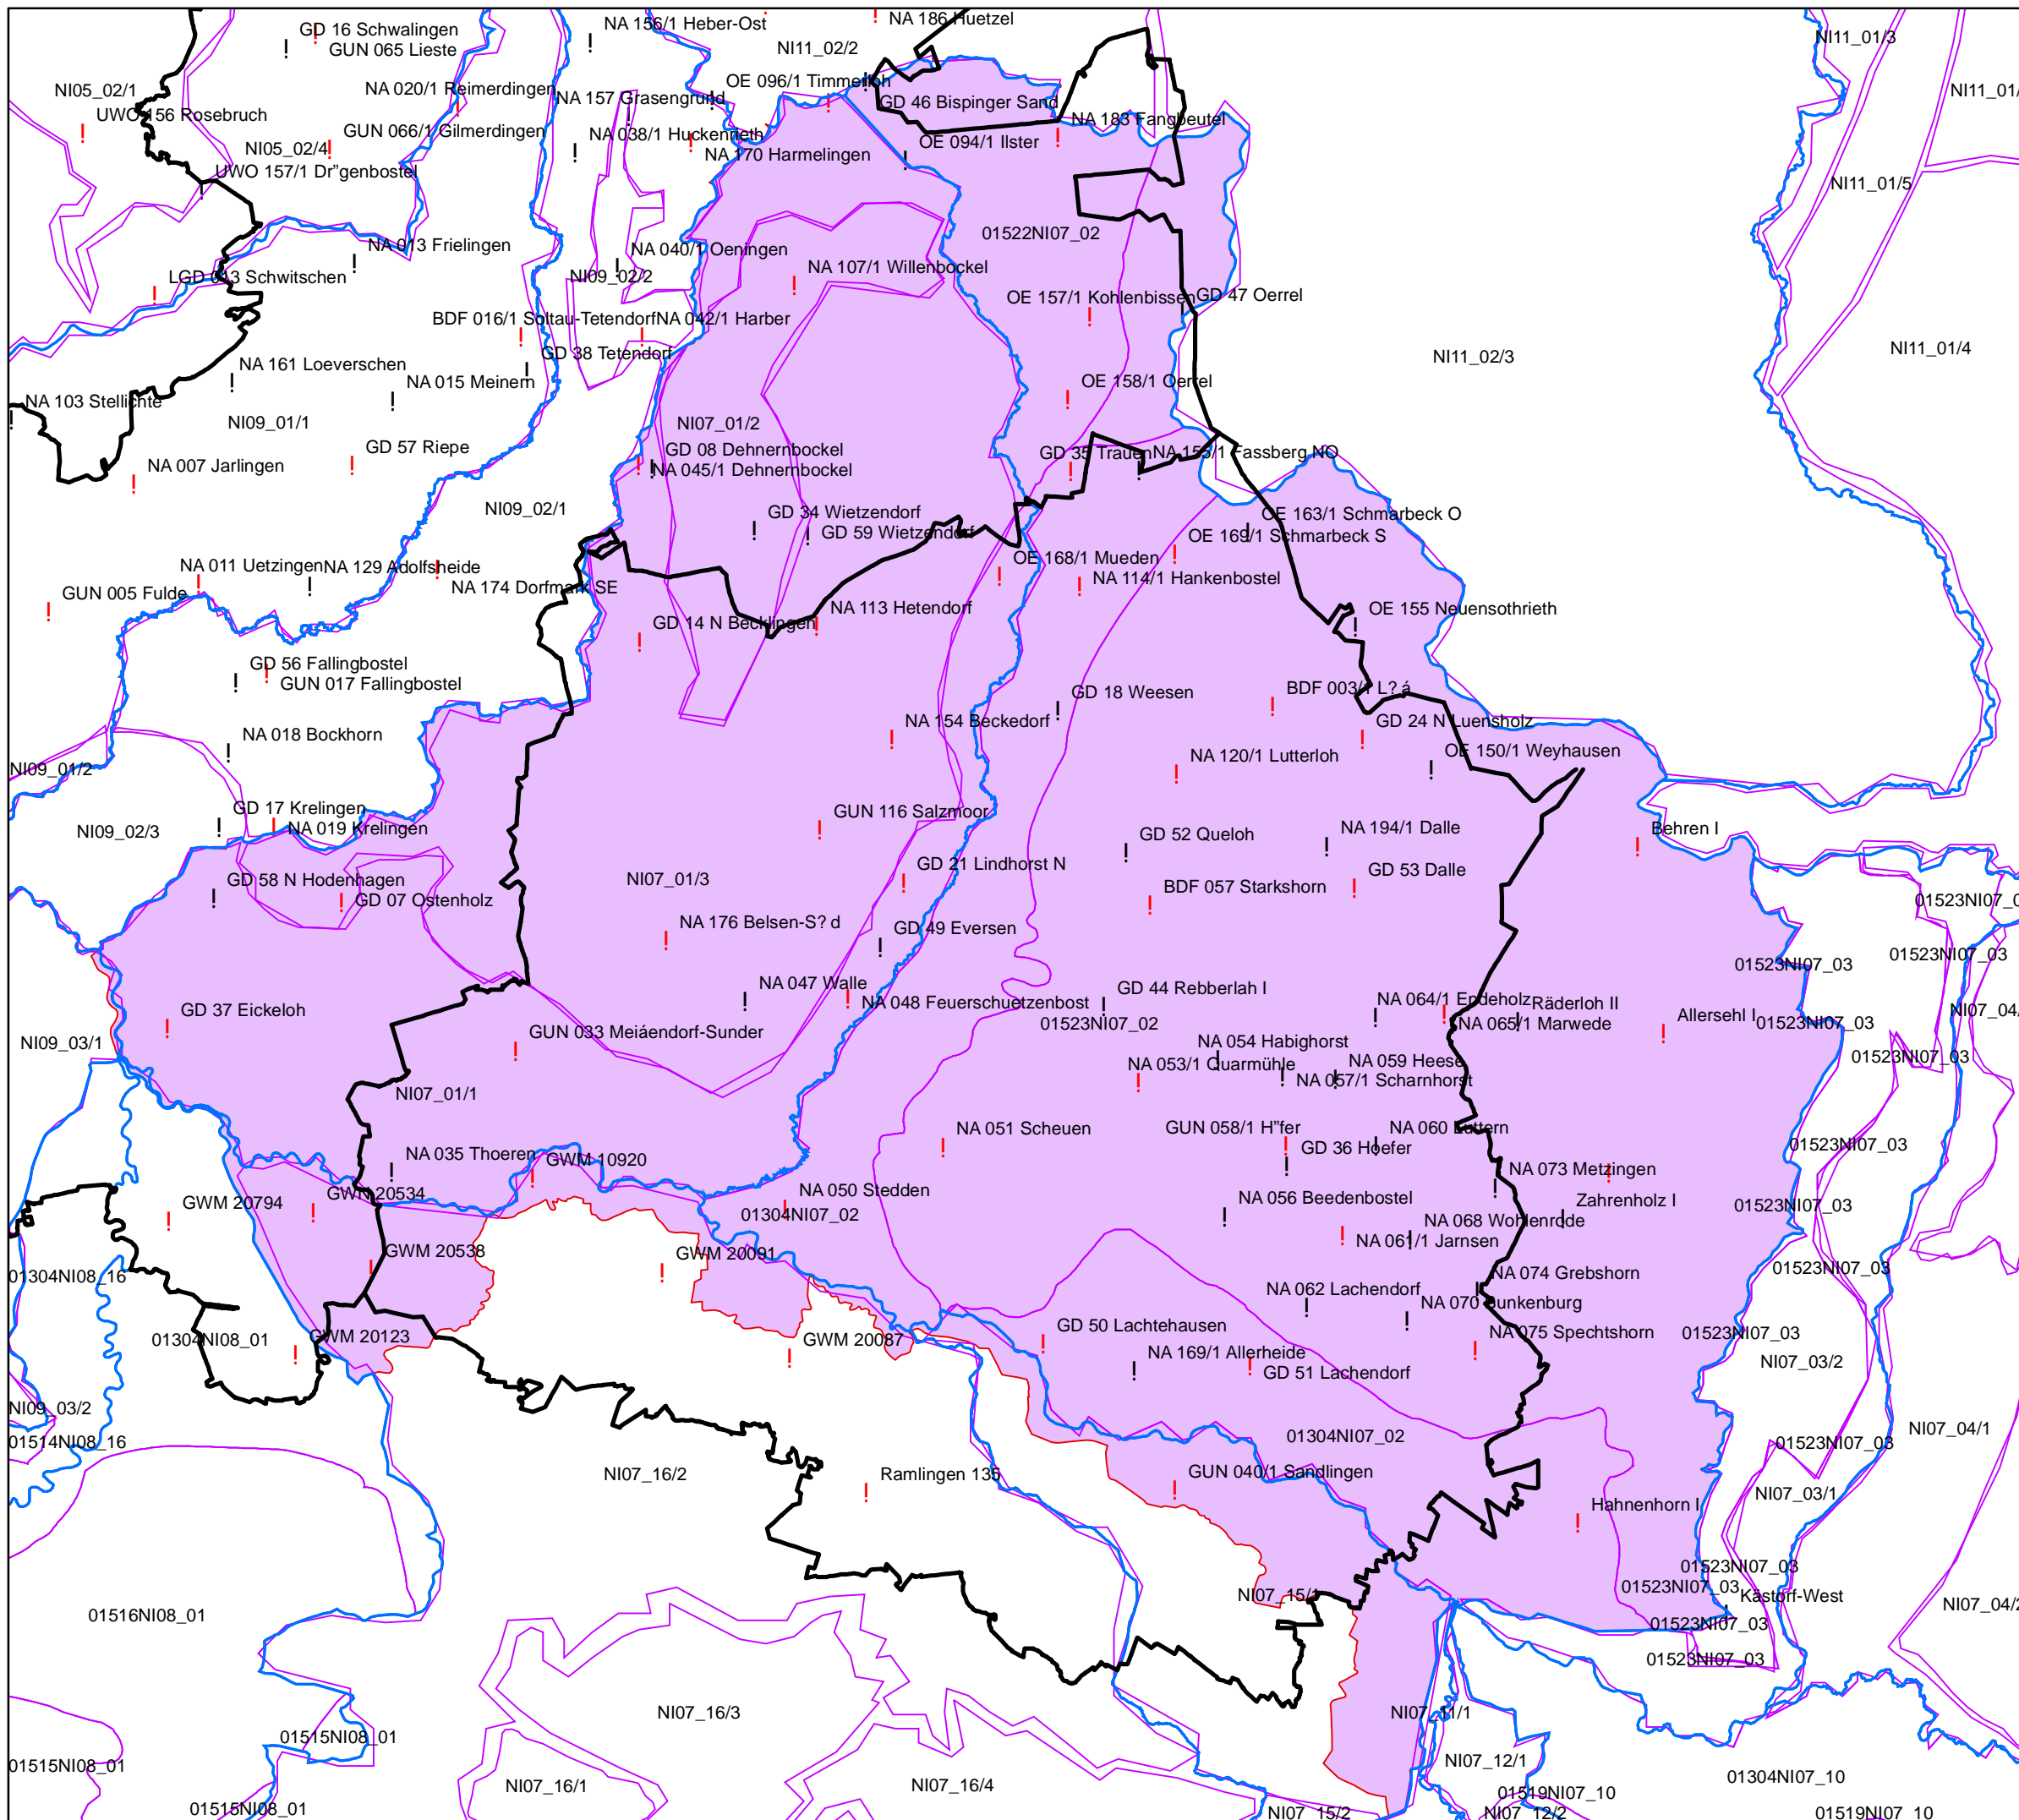 GD 16 Schwalingen
GUN 065 Lieste
NA 156/1 Heber-Ost
NA 186 Huetzel
NI11_02/2
NI11_01/3
NI05_02/1
NA 020/1 Reimerdingen
NA 157 Grasengrund
OE 096/1 Timmerloh
GD 46 Bispinger Sand
NI11_01/
UWO 156 Rosebruch
GUN 066/1 Gilmerdingen
NA 038/1 Huckenrieth
NA 183 Fangbeutel
NI05_02/4
NA 170 Harmelingen
OE 094/1 Ilster
UWO 157/1 Dr"genbostel
NI11_01/5
NA 013 Frielingen
NA 040/1 Oeningen
01522NI07_02
LGD 013 Schwitschen
NI09_02/2
NA 107/1 Willenbockel
OE 157/1 Kohlenbissen
GD 47 Oerrel
BDF 016/1 Soltau-Tetendorf
NA 042/1 Harber
GD 38 Tetendorf
NI11_02/3
NI11_01/4
NA 161 Loeverschen
NA 015 Meinern
OE 158/1 Oerrel
NA 103 Stellichte
NI09_01/1
NI07_01/2
GD 57 Riepe
GD 08 Dehnernbockel
GD 35 Trauen
NA 153/1 Fassberg NO
NA 007 Jarlingen
NA 045/1 Dehnernbockel
NI09_02/1
GD 34 Wietzendorf
GD 59 Wietzendorf
OE 163/1 Schmarbeck O
OE 169/1 Schmarbeck S
OE 168/1 Mueden
NA 011 Uetzingen
NA 129 Adolfsheide
NA 114/1 Hankenbostel
NA 174 Dorfmark SE
GUN 005 Fulde
NA 113 Hetendorf
OE 155 Neuensothrieth
GD 14 N Becklingen
GD 56 Fallingbostel
GUN 017 Fallingbostel
BDF 003/1 L? á
GD 18 Weesen
NA 154 Beckedorf
GD 24 N Luensholz
NA 018 Bockhorn
OE 150/1 Weyhausen
NA 120/1 Lutterloh
NI09_01/2
GD 17 Krelingen
NA 019 Krelingen
NI09_02/3
GUN 116 Salzmoor
GD 52 Queloh
NA 194/1 Dalle
Behren I
GD 21 Lindhorst N
GD 53 Dalle
NI07_01/3
GD 58 N Hodenhagen
BDF 057 Starkshorn
GD 07 Ostenholz
01523NI07_0
NA 176 Belsen-S? d
GD 49 Eversen
01523NI07_03
01523NI07_03
NA 047 Walle
NA 048 Feuerschuetzenbost
GD 44 Rebberlah I
NA 064/1 Endeholz
Räderloh II
GD 37 Eickeloh
01523NI07_02
NA 065/1 Marwede
Allersehl I
01523NI07_03
NI07_04/
GUN 033 Meiáendorf-Sunder
NI09_03/1
NA 054 Habighorst
01523NI07_03
NA 053/1 Quarmühle
NA 059 Heese
NA 057/1 Scharnhorst
NI07_01/1
NA 051 Scheuen
GUN 058/1 H"fer
NA 060 Luttern
GD 36 Hoefer
01523NI07_03
NA 035 Thoeren
GWM 10920
NA 073 Metzingen
GWN 20534
NA 050 Stedden
NA 056 Beedenbostel
Zahrenholz I
GWM 20794
01304NI07_02
01523NI07_03
NA 068 Wohlenrode
NA 061/1 Jarnsen
GWM 20538
GWM 20091
01304NI08_16
NA 074 Grebshorn
01523NI07_03
NA 062 Lachendorf
NA 070 Bunkenburg
GWM 20123
01304NI08_01
GWM 20087
GD 50 Lachtehausen
NA 075 Spechtshorn
01523NI07_03
NA 169/1 Allerheide
NI07_03/2
GD 51 Lachendorf
NI09_03/2
01304NI07_02
NI07_04/1
01514NI08_16
01523NI07_03
NI07_16/2
Ramlingen 135
GUN 040/1 Sandlingen
NI07_03/1
Hahnenhorn I
01523NI07_03
01523NI07_03
NI07_15/1
Kästorf-West
NI07_04/2
01516NI08_01
01523NI07_03
01523NI07_03
NI07_16/3
NI07_11/1
01515NI08_01
NI07_12/1
01515NI08_01
01304NI07_10
NI07_16/1
NI07_16/4
01519NI07_10
01515NI08_01
NI07_15/2
NI07_12/2
01519NI07_10